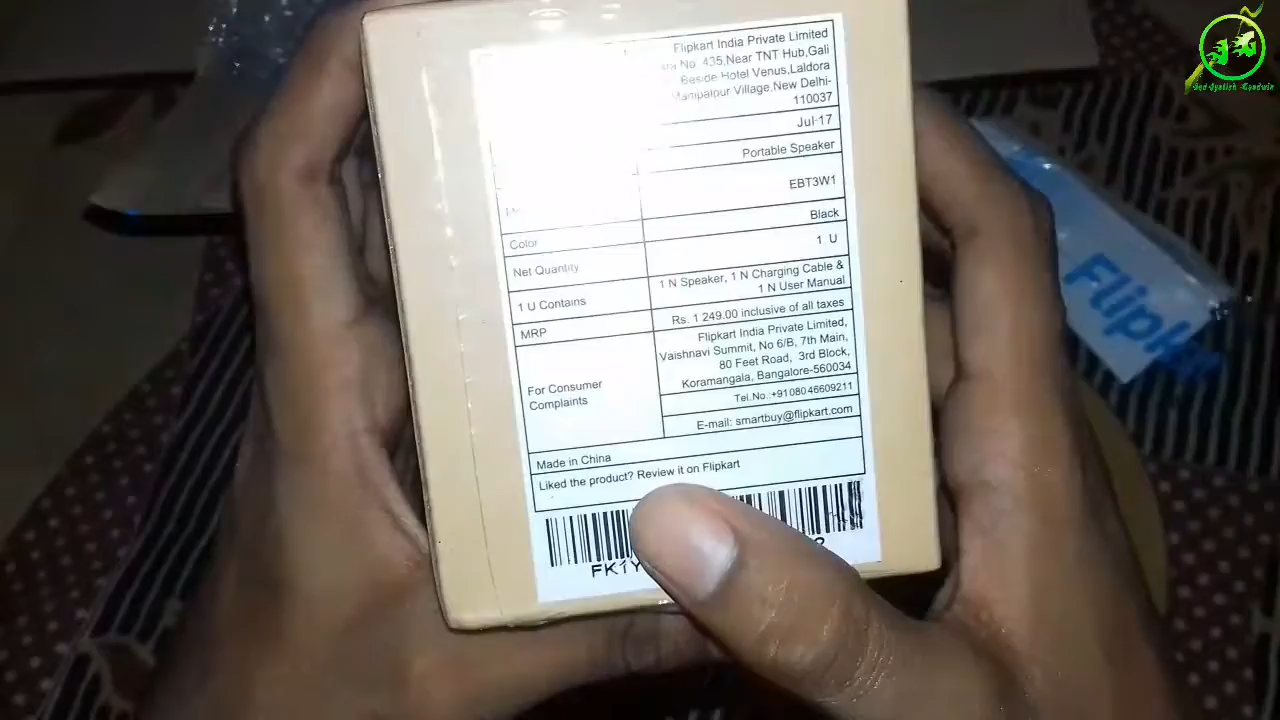 Flipkart India Private Limited
No. 435,Near TNT Hub,Gali
Beside Hotel Venus,Laldora
Village,New Delhi-
110037
Jul-17
Portable Speaker
EBT3W1
Color
Black
Net Quantity
1 U
1 U Contains
1 N Speaker, 1 N Charging Cable &
1 N User Manual
MRP
Rs. 1 249.00 inclusive of all taxes
For Consumer
Complaints
Flipkart India Private Limited,
Vaishnavi Summit, No 6/B, 7th Main,
80 Feet Road, 3rd Block,
Koramangala, Bangalore-560034
Tel.No.:+91080 46609211
E-mail: smartbuy@flipkart.com
Made in China
Liked the product? Review it on Flipkart
FK1Y